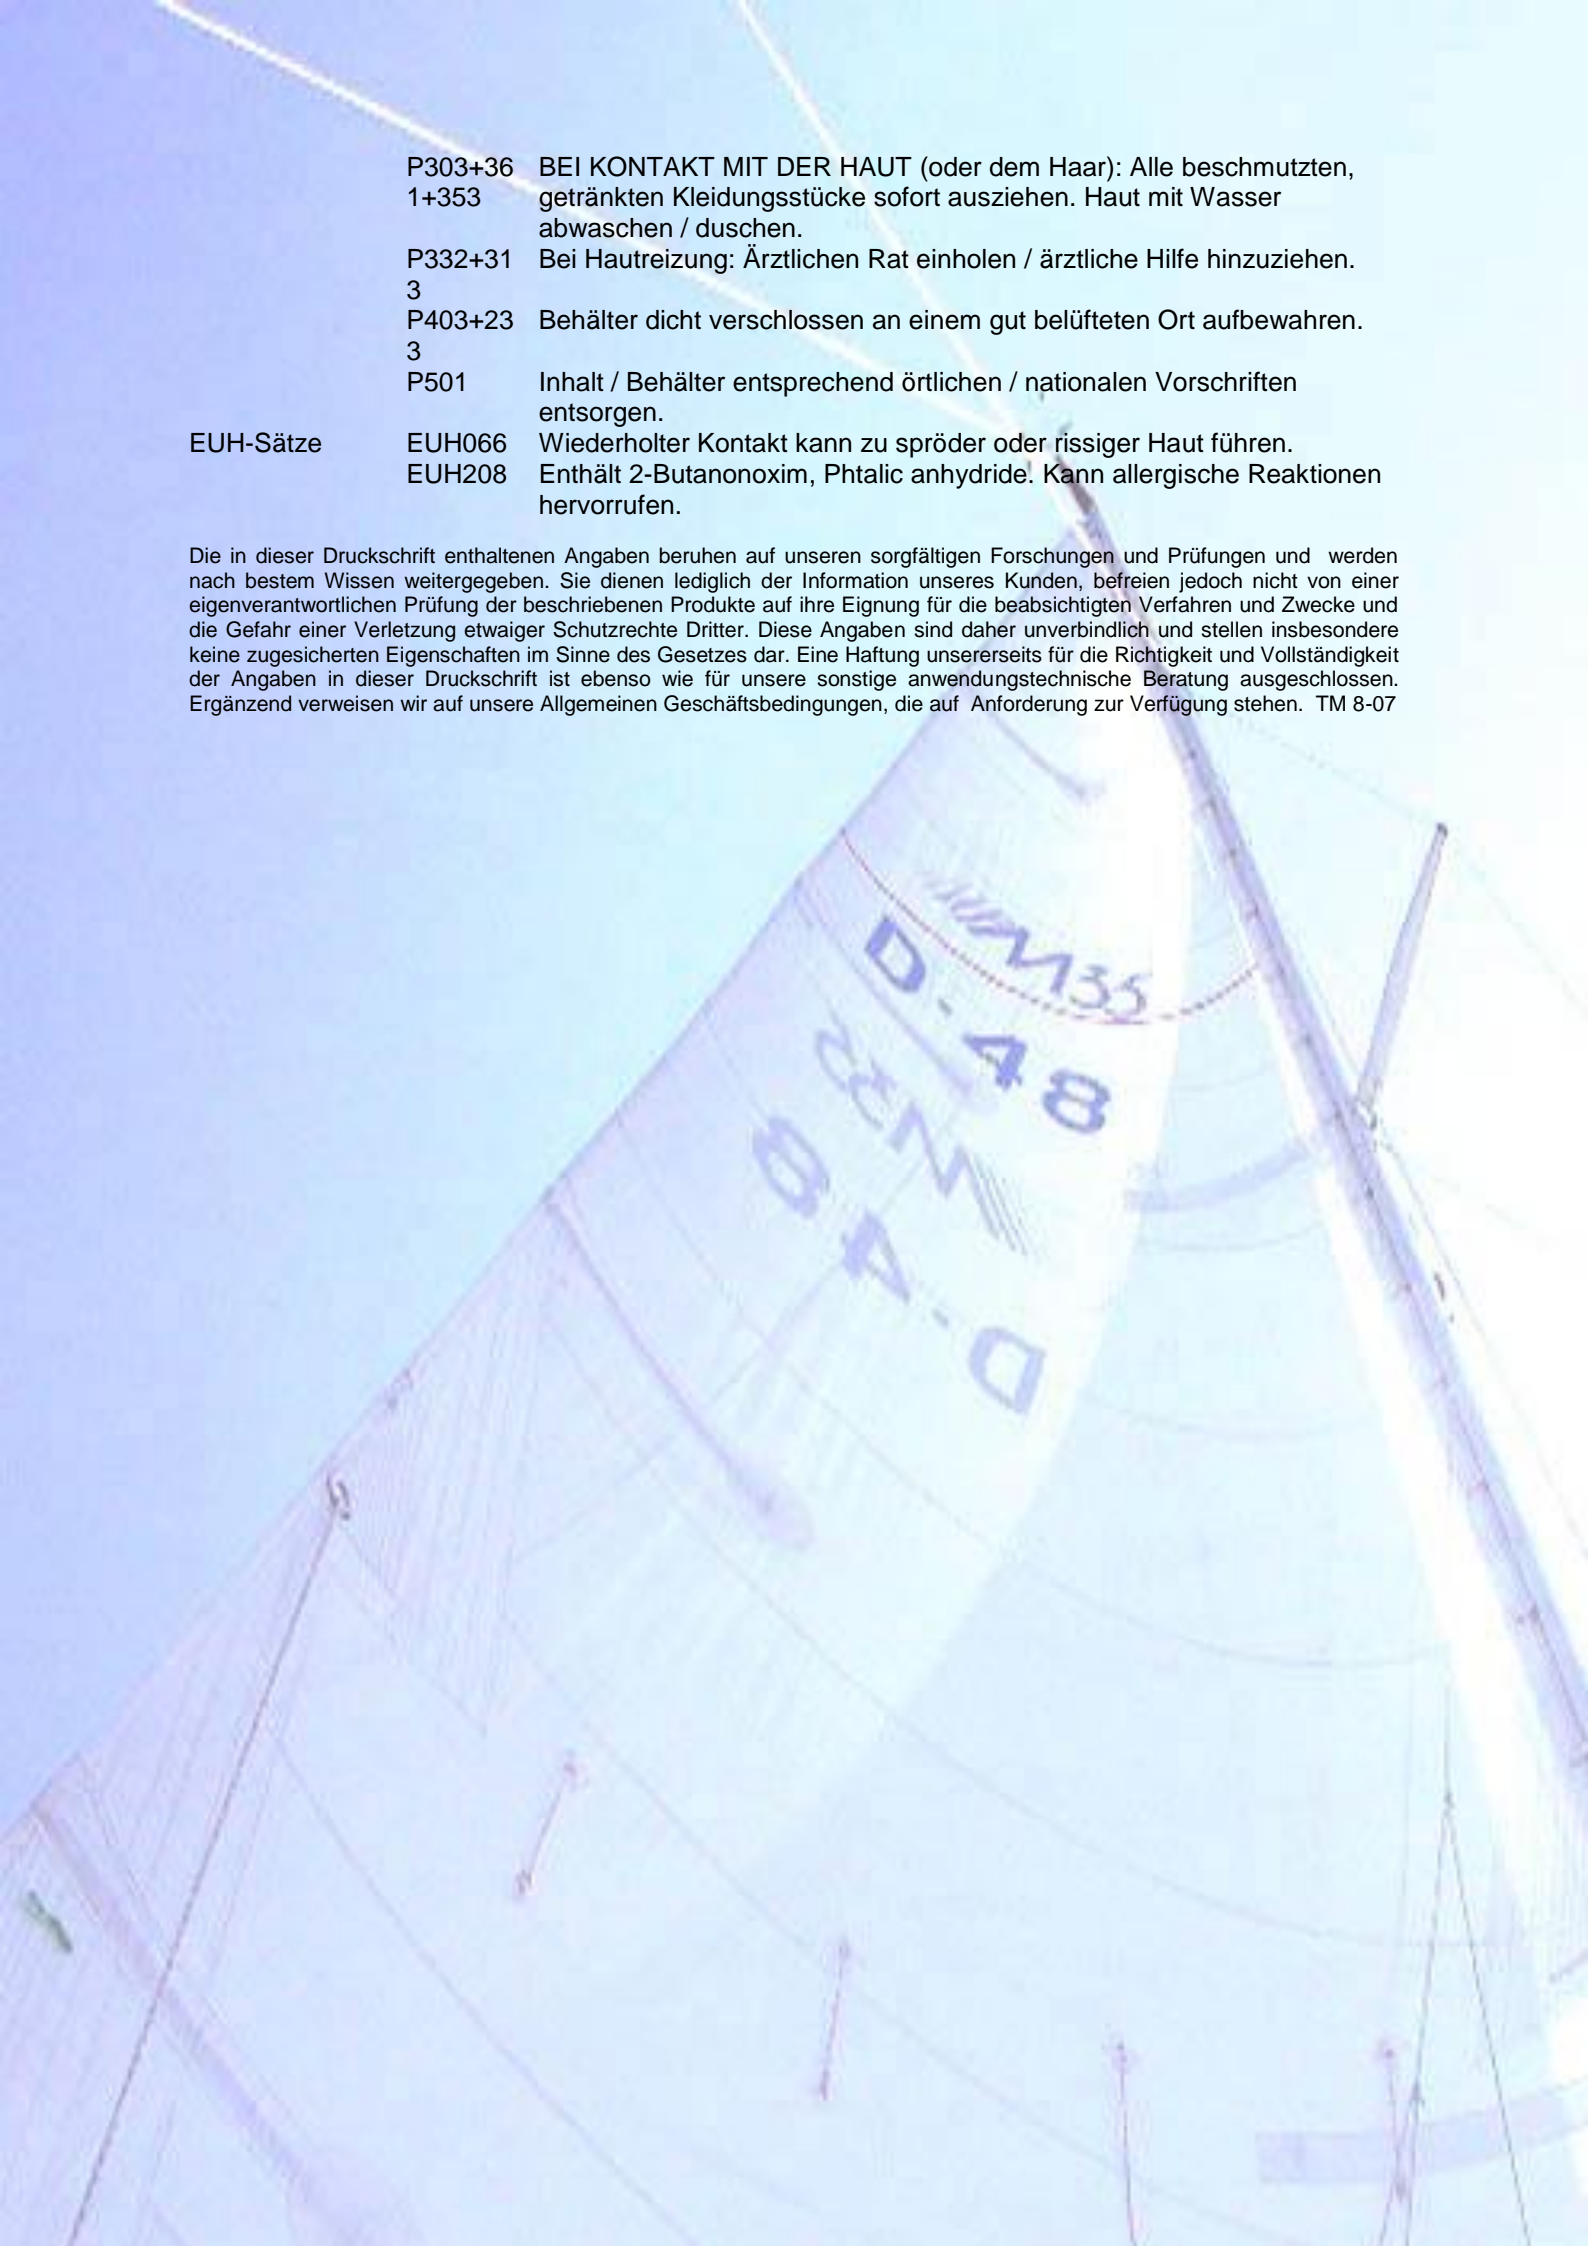 P303+36 BEI KONTAKT MIT DER HAUT (oder dem Haar): Alle beschmutzten,
1+353 getränkten Kleidungsstücke sofort ausziehen. Haut mit Wasser
abwaschen / duschen.
P332+31 Bei Hautreizung: Ärztlichen Rat einholen / ärztliche Hilfe hinzuziehen.
3
P403+23 Behälter dicht verschlossen an einem gut belüfteten Ort aufbewahren.
3
P501 Inhalt / Behälter entsprechend örtlichen / nationalen Vorschriften
entsorgen.
EUH-Sätze EUH066 Wiederholter Kontakt kann zu spröder oder rissiger Haut führen.
EUH208 Enthält 2-Butanonoxim, Phtalic anhydride. Kann allergische Reaktionen
hervorrufen.
Die in dieser Druckschrift enthaltenen Angaben beruhen auf unseren sorgfältigen Forschungen und Prüfungen und werden
nach bestem Wissen weitergegeben. Sie dienen lediglich der Information unseres Kunden, befreien jedoch nicht von einer
eigenverantwortlichen Prüfung der beschriebenen Produkte auf ihre Eignung für die beabsichtigten Verfahren und Zwecke und
die Gefahr einer Verletzung etwaiger Schutzrechte Dritter. Diese Angaben sind daher unverbindlich und stellen insbesondere
keine zugesicherten Eigenschaften im Sinne des Gesetzes dar. Eine Haftung unsererseits für die Richtigkeit und Vollständigkeit
der Angaben in dieser Druckschrift ist ebenso wie für unsere sonstige anwendungstechnische Beratung ausgeschlossen.
Ergänzend verweisen wir auf unsere Allgemeinen Geschäftsbedingungen, die auf Anforderung zur Verfügung stehen. TM 8-07
M35
D-48
M35
D-48